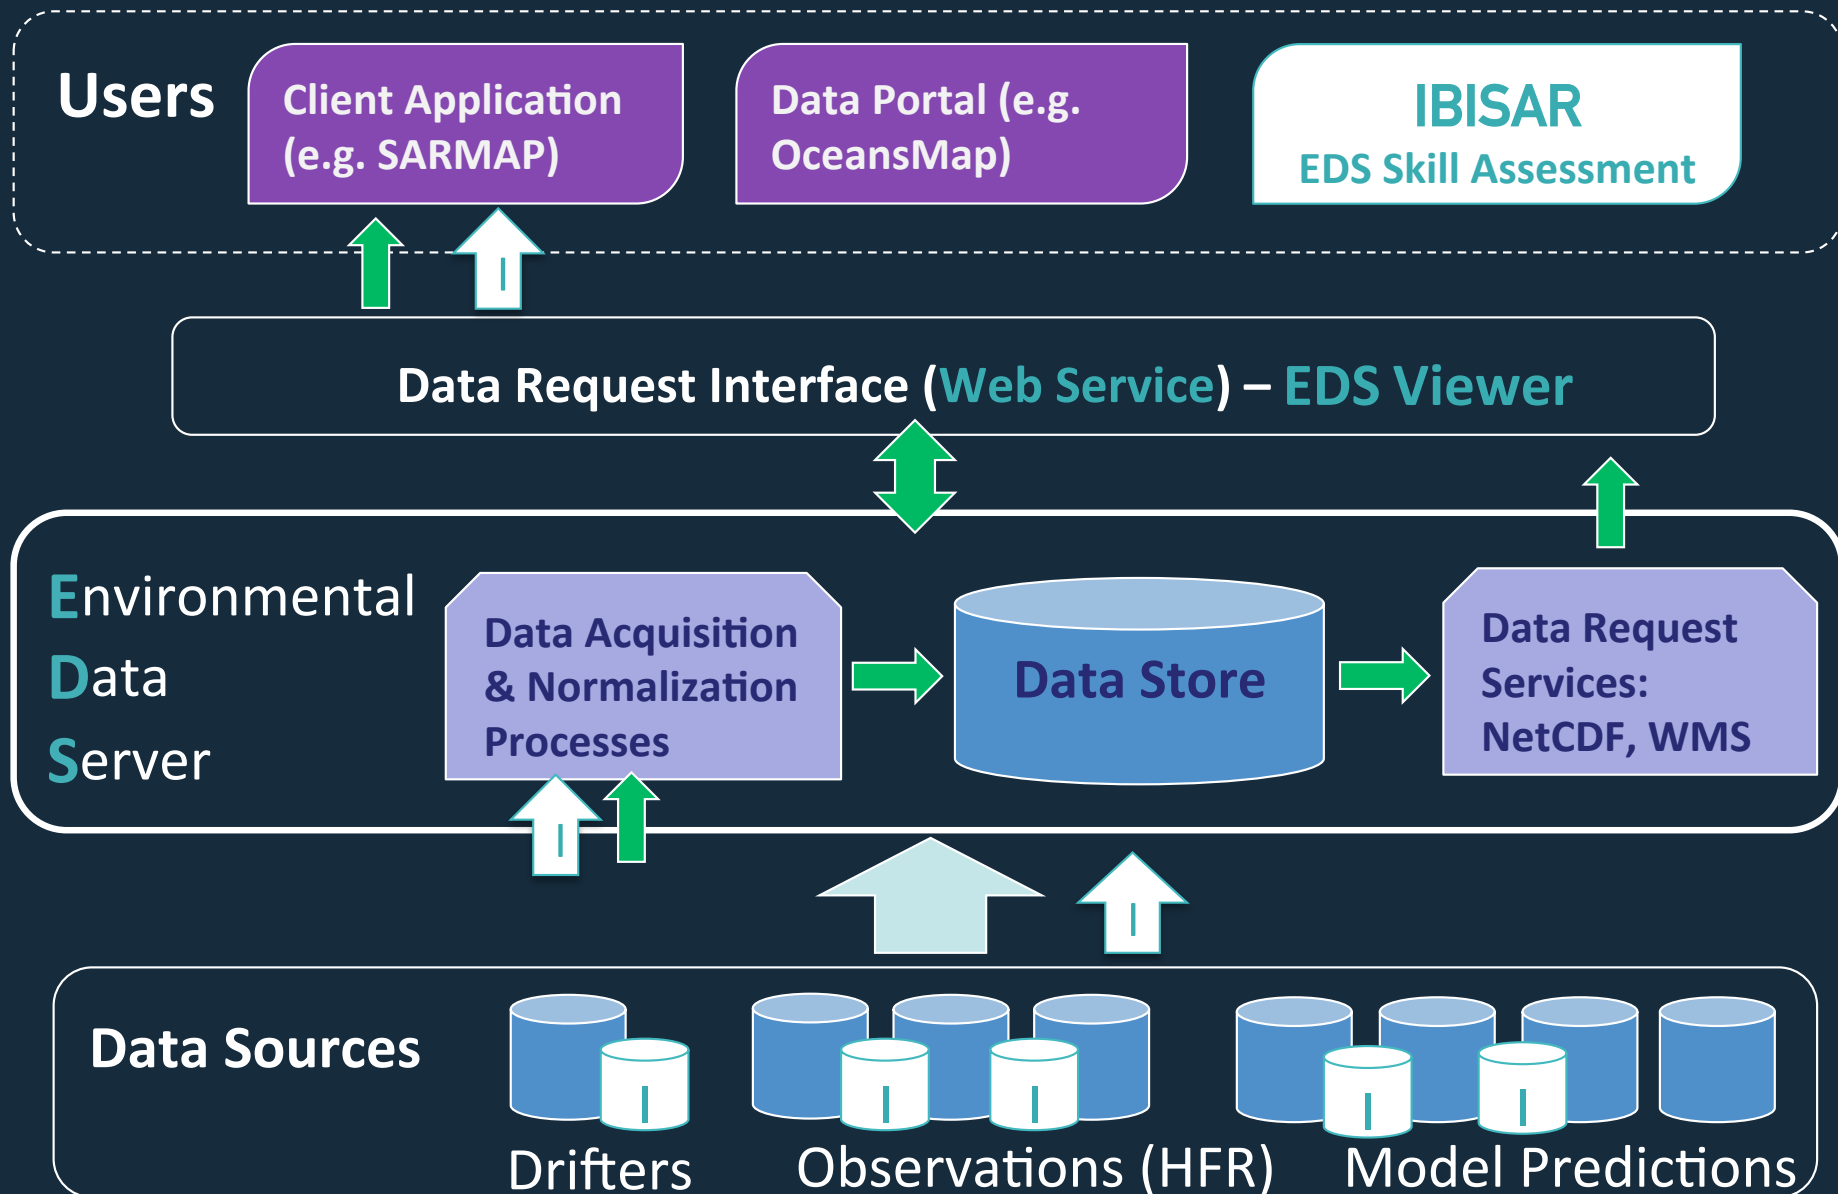 Users
Client Application
(e.g. SARMAP)
Data Portal (e.g.
OceansMap)
IBISAR
EDS Skill Assessment
I
Data Request Interface (Web Service) – EDS Viewer
Environmental
Data
Server
Data Acquisition
& Normalization
Processes
Data Store
Data Request
Services:
NetCDF, WMS
I
I
Data Sources
I
I
I
I
I
Drifters
Observations (HFR)
Model Predictions